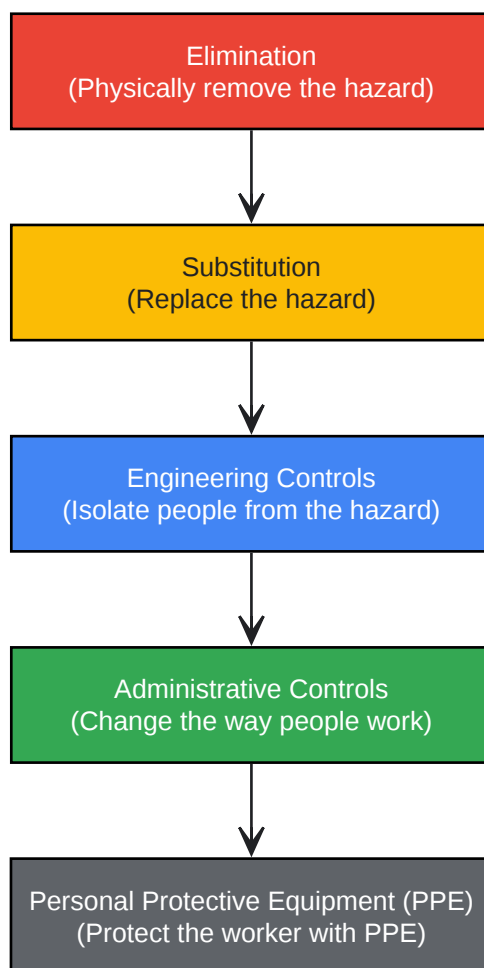 Elimination
(Physically remove the hazard)
Substitution
(Replace the hazard)
Engineering Controls
(Isolate people from the hazard)
Administrative Controls
(Change the way people work)
Personal Protective Equipment (PPE)
(Protect the worker with PPE)